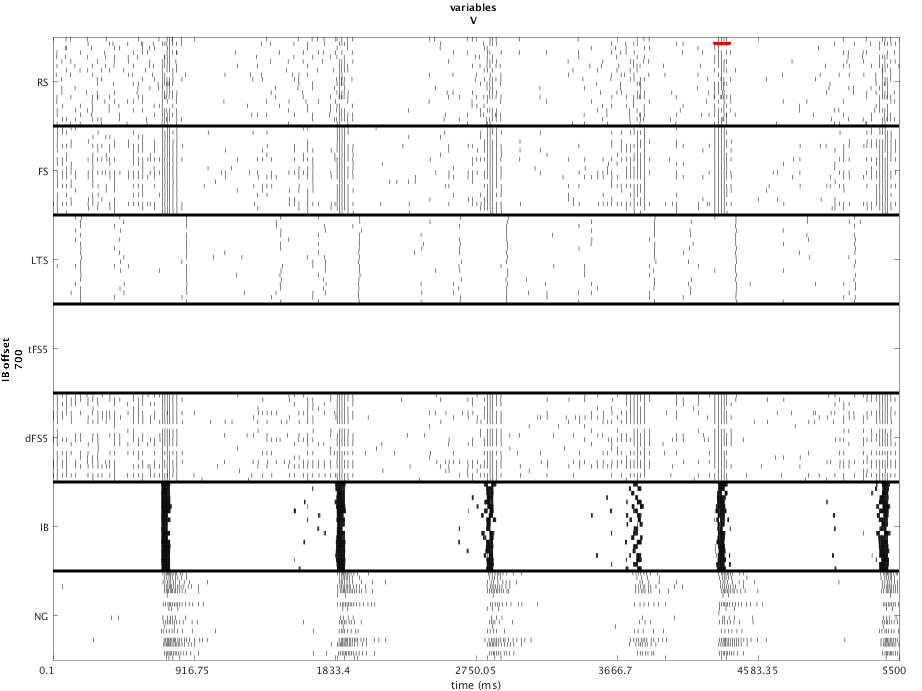 variables
V
RS
FS
LTS
tFS5
dFS5
IB
NG
IB offset
700
0.1 916.75 1833.4 2750.05 3666.7 4583.35 5500
time (ms)